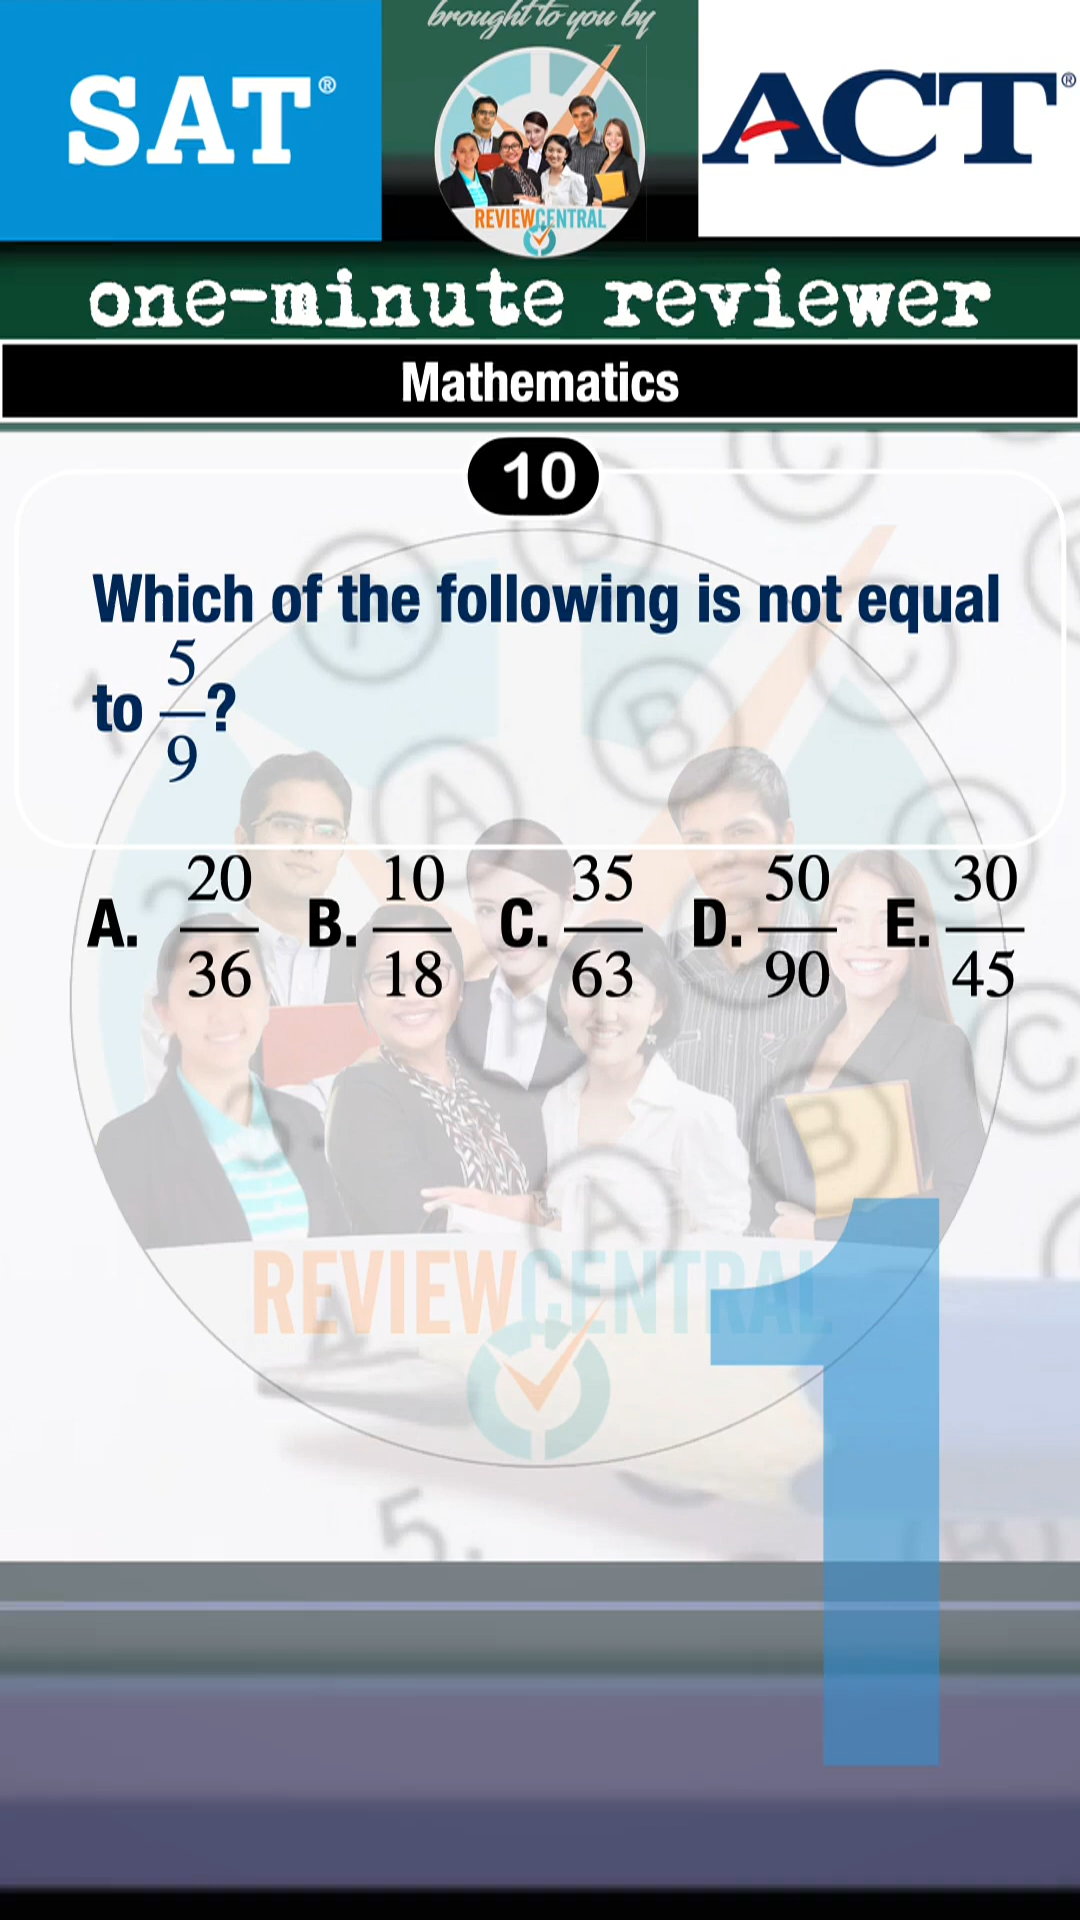 brought to you by
SAT®
ACT®
REVIEWCENTRAL
one-minute reviewer
Mathematics
10
Which of the following is not equal
to 5/9?
A. 20/36 B. 10/18 C. 35/63 D. 50/90 E. 30/45
REVIEWCENTRAL
1
5.